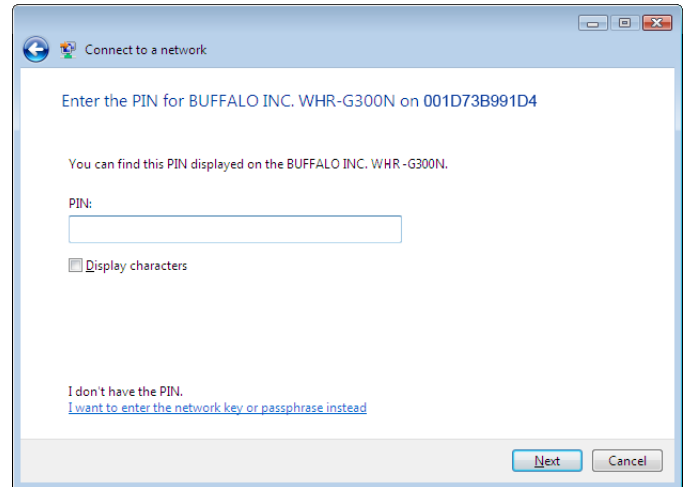 Connect to a network
Enter the PIN for BUFFALO INC. WHR-G300N on 001D73B991D4
You can find this PIN displayed on the BUFFALO INC. WHR-G300N.
PIN:
Display characters
I don't have the PIN.
I want to enter the network key or passphrase instead
Next Cancel